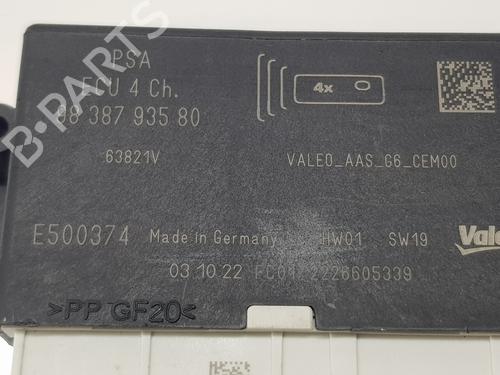 PSA
ECU 4 Ch.
98 387 935 80
4x
63821V
VALEO_AAS_G6_CEM00
E500374
Made in Germany
HW01
SW19
Valeo
03.10.22
FC01
2226605339
>PP GF20<
B-PARTS